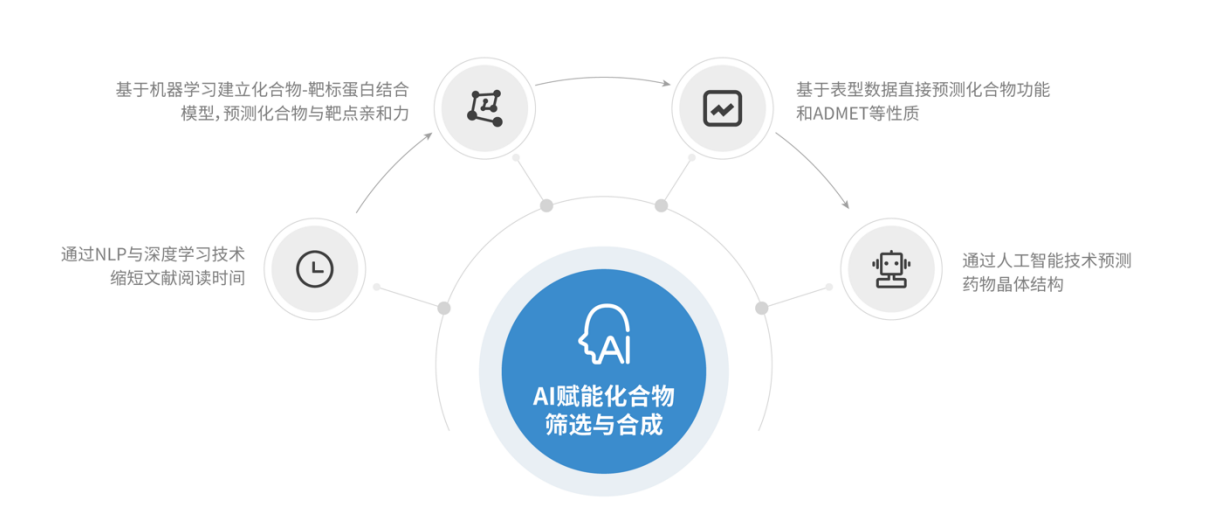 基于机器学习建立化合物-靶标蛋白结合
模型，预测化合物与靶点亲和力
基于表型数据直接预测化合物功能
和ADMET等性质
通过NLP与深度学习技术
缩短文献阅读时间
通过人工智能技术预测
药物晶体结构
AI
AI赋能化合物
筛选与合成